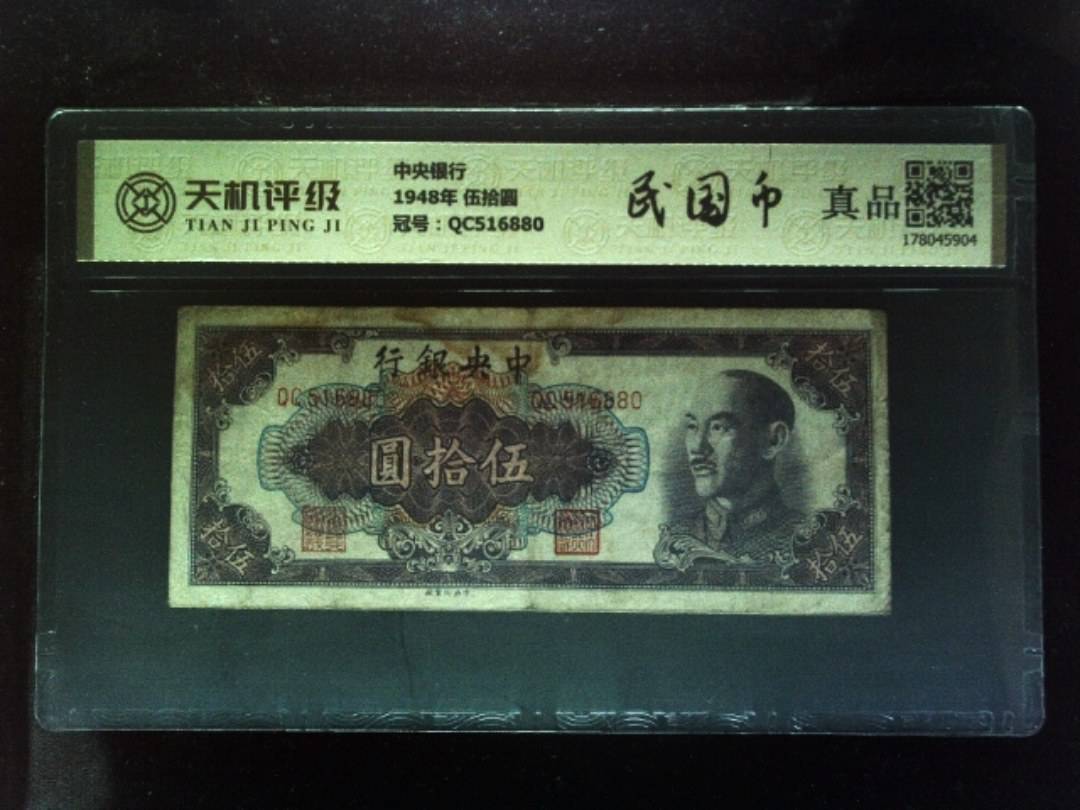 天机评级
TIAN JI PING JI
中央银行
1948年 伍拾圓
冠号：QC516880
民国币
真品
178045904
拾伍
行銀央中
拾伍
QC516880
QC516880
圓拾伍
拾伍
拾伍